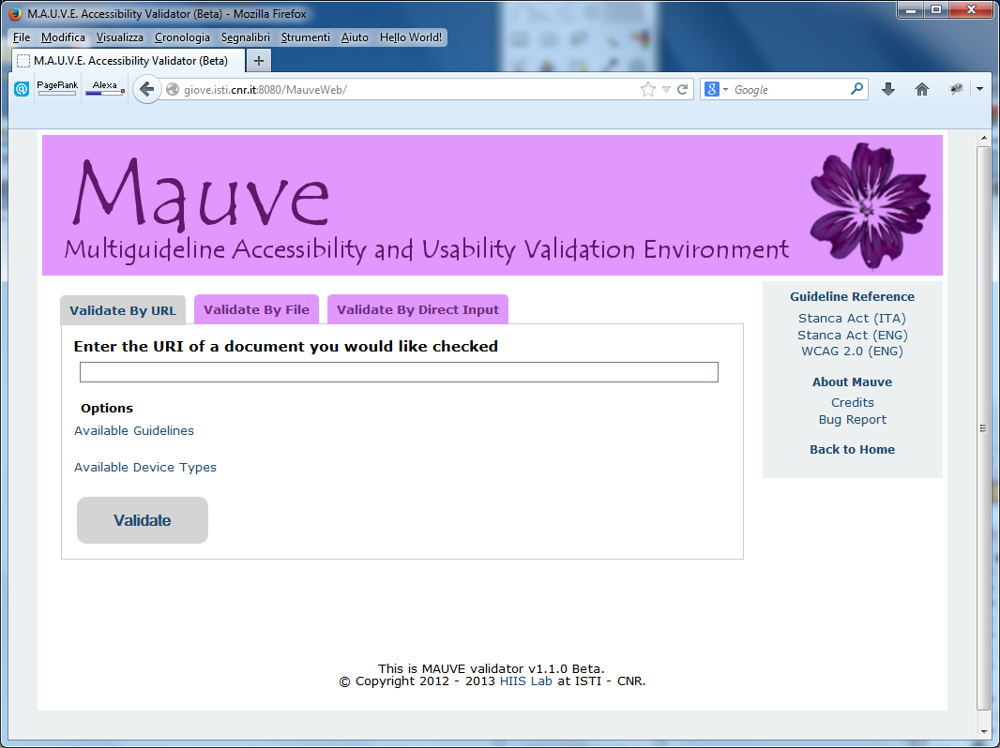 M.A.U.V.E. Accessibility Validator (Beta) - Mozilla Firefox
File Modifica Visualizza Cronologia Segnalibri Strumenti Aiuto Hello World!
M.A.U.V.E. Accessibility Validator (Beta)
PageRank Alexa giove.isti.cnr.it:8080/MauveWeb/ Google
Mauve
Multiguideline Accessibility and Usability Validation Environment
Validate By URL Validate By File Validate By Direct Input
Enter the URI of a document you would like checked
Options
Available Guidelines
Available Device Types
Validate
Guideline Reference
Stanca Act (ITA)
Stanca Act (ENG)
WCAG 2.0 (ENG)
About Mauve
Credits
Bug Report
Back to Home
This is MAUVE validator v1.1.0 Beta.
© Copyright 2012 - 2013 HIIS Lab at ISTI - CNR.